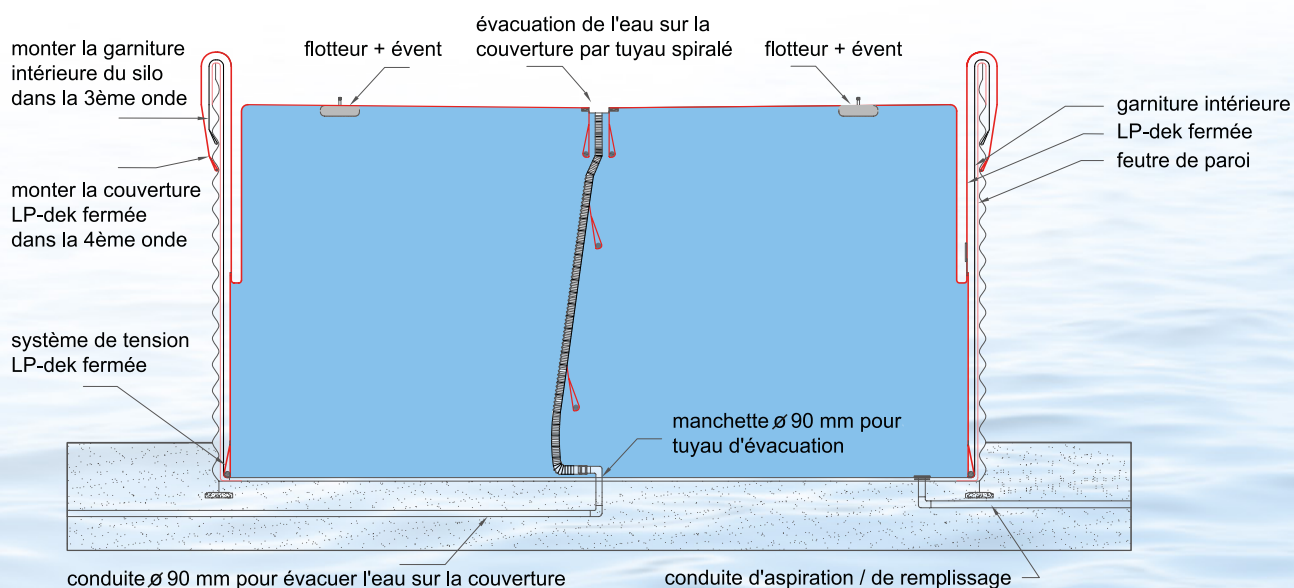 monter la garniture
intérieure du silo
dans la 3ème onde
flotteur + évent
évacuation de l'eau sur la
couverture par tuyau spiralé
flotteur + évent
garniture intérieure
LP-dek fermée
feutre de paroi
monter la couverture
LP-dek fermée
dans la 4ème onde
système de tension
LP-dek fermée
manchette ø 90 mm pour
tuyau d'évacuation
conduite ø 90 mm pour évacuer l'eau sur la couverture
conduite d'aspiration / de remplissage